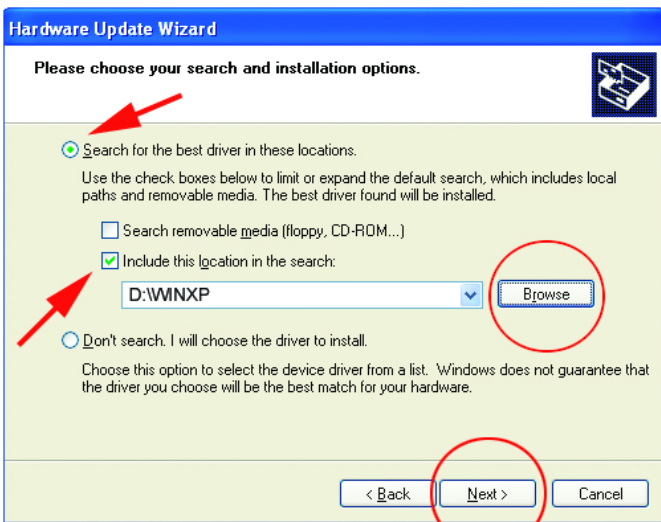 Hardware Update Wizard
Please choose your search and installation options.
Search for the best driver in these locations.
Use the check boxes below to limit or expand the default search, which includes local
paths and removable media. The best driver found will be installed.
Search removable media (floppy, CD-ROM...)
Include this location in the search:
D:\WINXP
Browse
Don't search. I will choose the driver to install.
Choose this option to select the device driver from a list. Windows does not guarantee that
the driver you choose will be the best match for your hardware.
< Back
Next >
Cancel